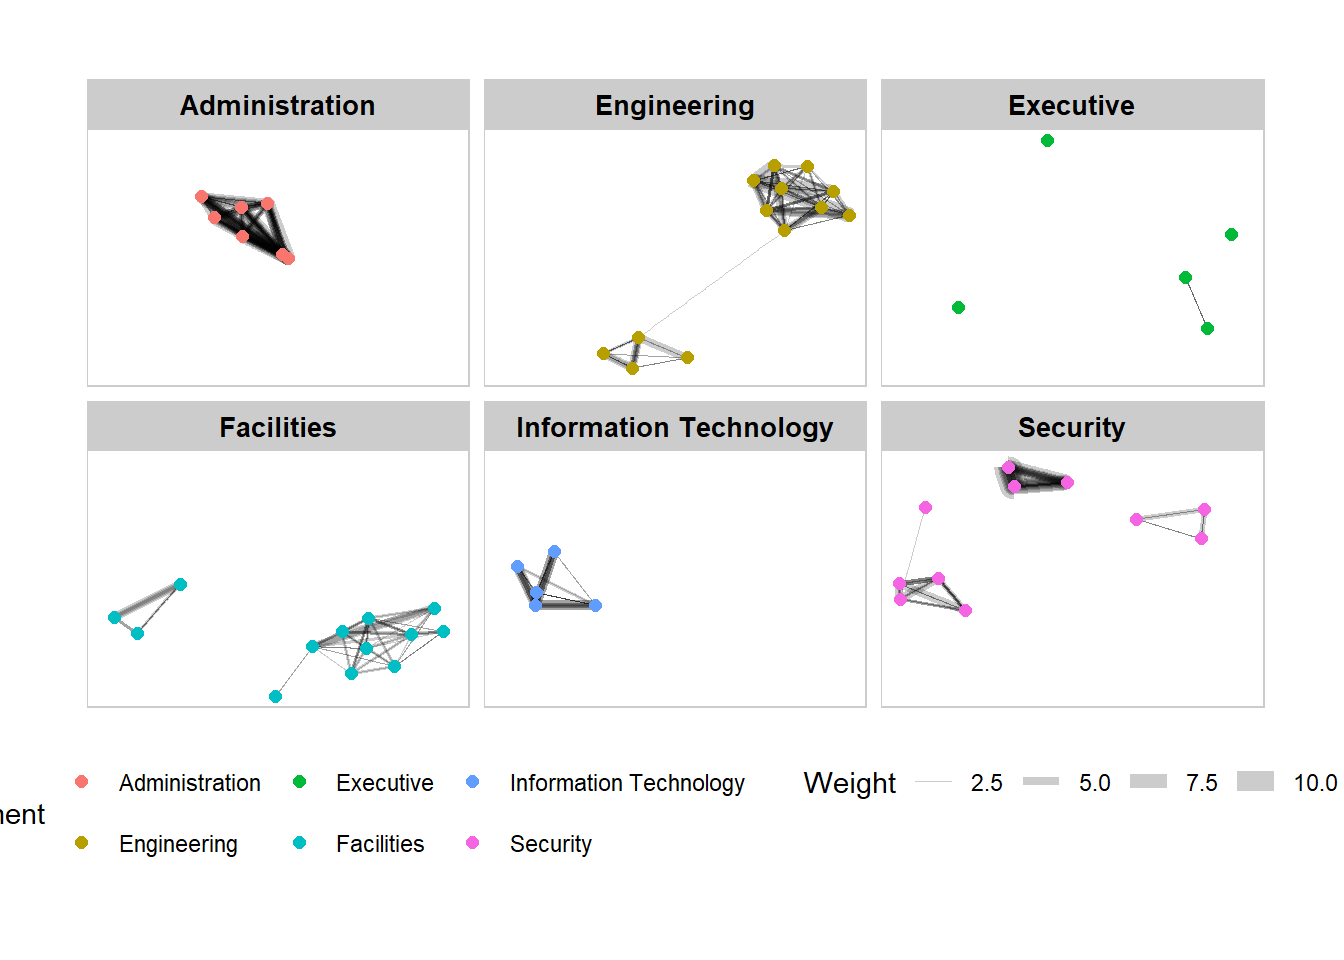 Administration Engineering Executive
Facilities Information Technology Security
Administration Executive Information Technology Weight 2.5 5.0 7.5 10.0
nent
Engineering Facilities Security